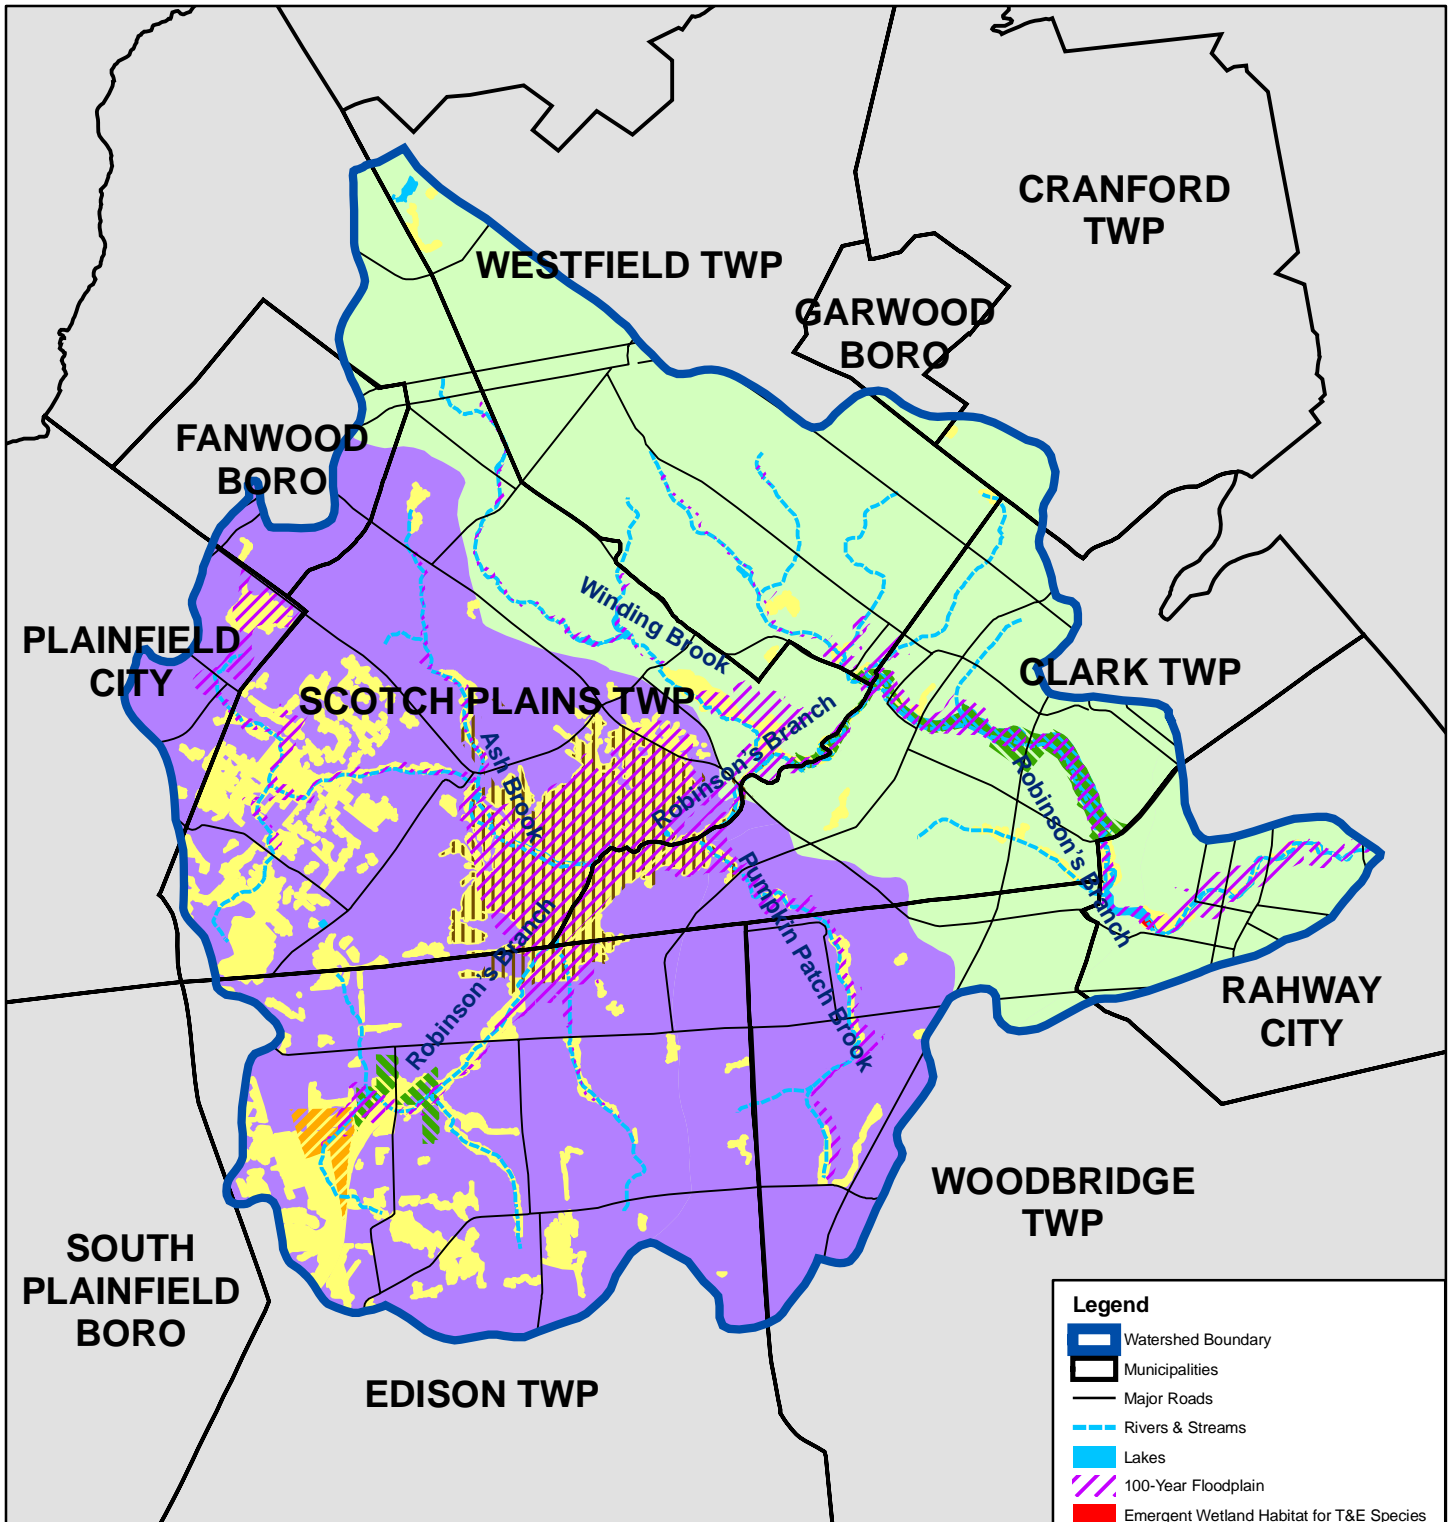 CRANFORD
TWP
WESTFIELD TWP
GARWOOD
BORO
FANWOOD
BORO
Winding Brook
PLAINFIELD
CITY
CLARK TWP
SCOTCH PLAINS TWP
Ash Brook
Robinson's Branch
Robinson's Branch
Pumpkin Patch Brook
Robinson's Branch
RAHWAY
CITY
WOODBRIDGE
TWP
SOUTH
PLAINFIELD
BORO
EDISON TWP
Legend
Watershed Boundary
Municipalities
Major Roads
Rivers & Streams
Lakes
100-Year Floodplain
Emergent Wetland Habitat for T&E Species